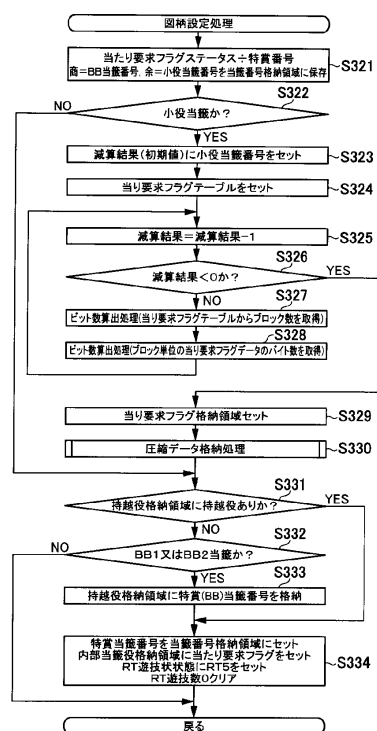 図柄設定処理
当たり要求フラグステータス÷特賞番号
商=BB当籤番号、余=小役当籤番号を当籤番号格納領域に保存
S321
S322
NO
小役当籤か?
YES
減算結果(初期値)に小役当籤番号をセット
S323
当り要求フラグテーブルをセット
S324
減算結果=減算結果-1
S325
S326
減算結果<0か?
YES
NO
S327
ビット数算出処理(当り要求フラグテーブルからブロック数を取得)
S328
ビット数算出処理(ブロック単位の当り要求フラグデータのバイト数を取得)
当り要求フラグ格納領域セット
S329
圧縮データ格納処理
S330
S331
持越役格納領域に持越役ありか?
YES
NO
S332
NO
BB1又はBB2当籤か?
YES
S333
持越役格納領域に特賞(BB)当籤番号を格納
特賞当籤番号を当籤番号格納領域にセット
内部当籤役格納領域に当たり要求フラグをセット
RT遊技状状態にRT5をセット
RT遊技数0クリア
S334
戻る